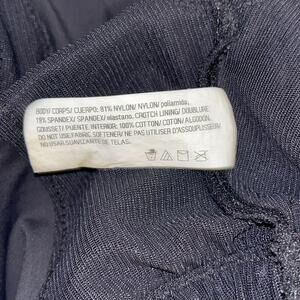 BODY/ CORPS/ CUERPO: 81% NYLON/ NYLON/ poliamida,
19% SPANDEX/ SPANDEX/ elastano. CROTCH LINING/ DOUBLURE
GOUSSET/ PUENTE INTERIOR: 100% COTTON/ COTON/ ALGODÓN.
DO NOT USE FABRIC SOFTENER/ NE PAS UTILISER D'ASSOUPLISSEUR/
NO USAR SUAVIZANTE DE TELAS.